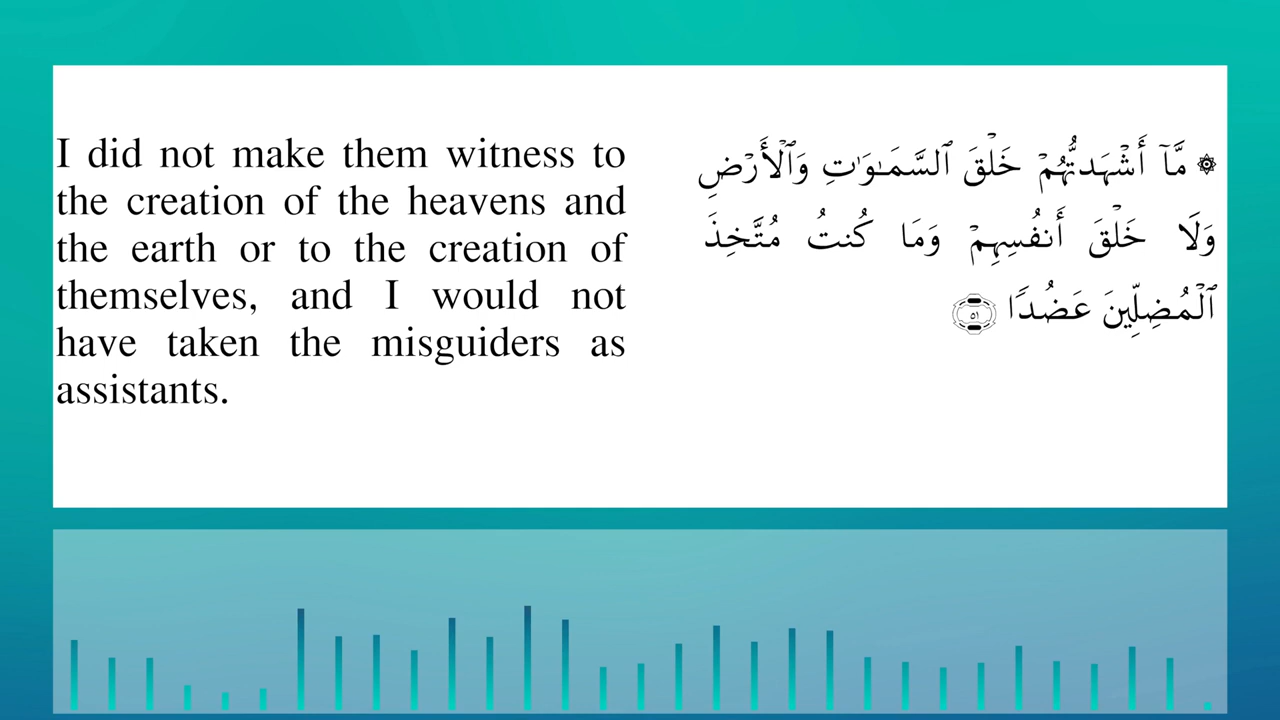 I did not make them witness to
the creation of the heavens and
the earth or to the creation of
themselves, and I would not
have taken the misguiders as
assistants.
۞ مَّآ أَشْهَدتُّهُمْ خَلْقَ ٱلسَّمَـٰوَٰتِ وَٱلْأَرْضِ
وَلَا خَلْقَ أَنفُسِهِمْ وَمَا كُنتُ مُتَّخِذَ
ٱلْمُضِلِّينَ عَضُدًا ٥١